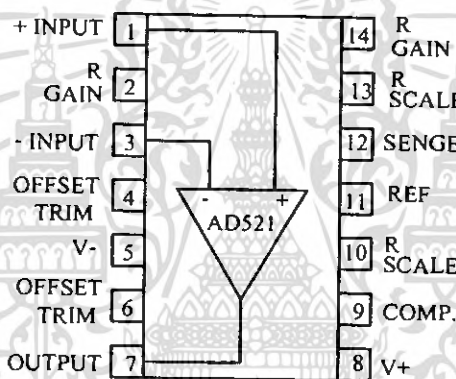 + INPUT 1
R
GAIN 2
- INPUT 3
OFFSET
TRIM 4
V- 5
OFFSET
TRIM 6
OUTPUT 7
- +
AD521
14 R
GAIN
13 R
SCALE
12 SENGE
11 REF
10 R
SCALE
9 COMP.
8 V+